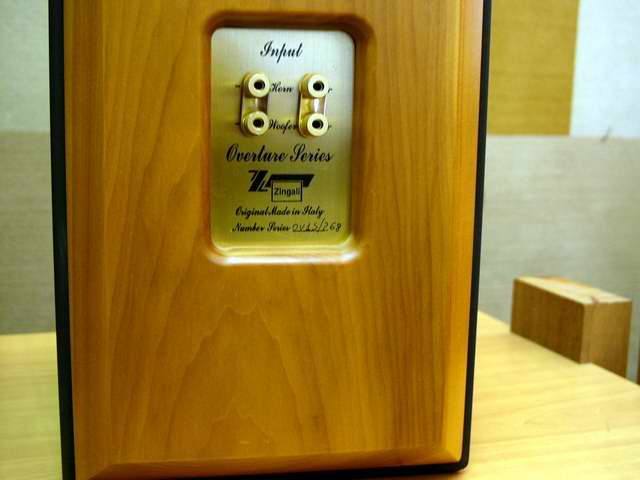 Input
Horn
Woofer
Overture Series
Zingali
Original Made in Italy
Number Series